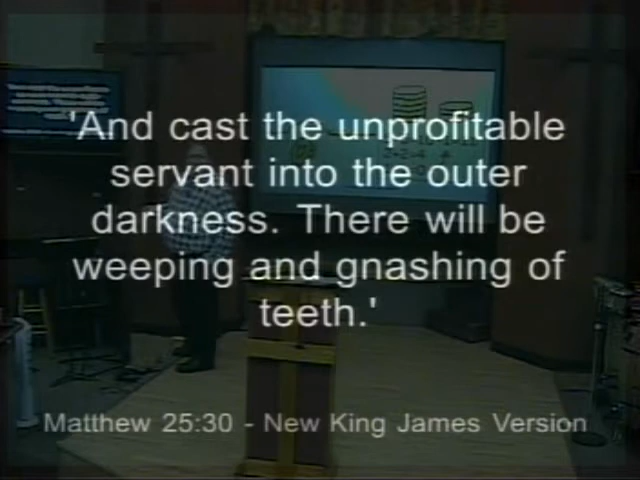 'And cast the unprofitable
servant into the outer
darkness. There will be
weeping and gnashing of
teeth.'
Matthew 25:30 - New King James Version